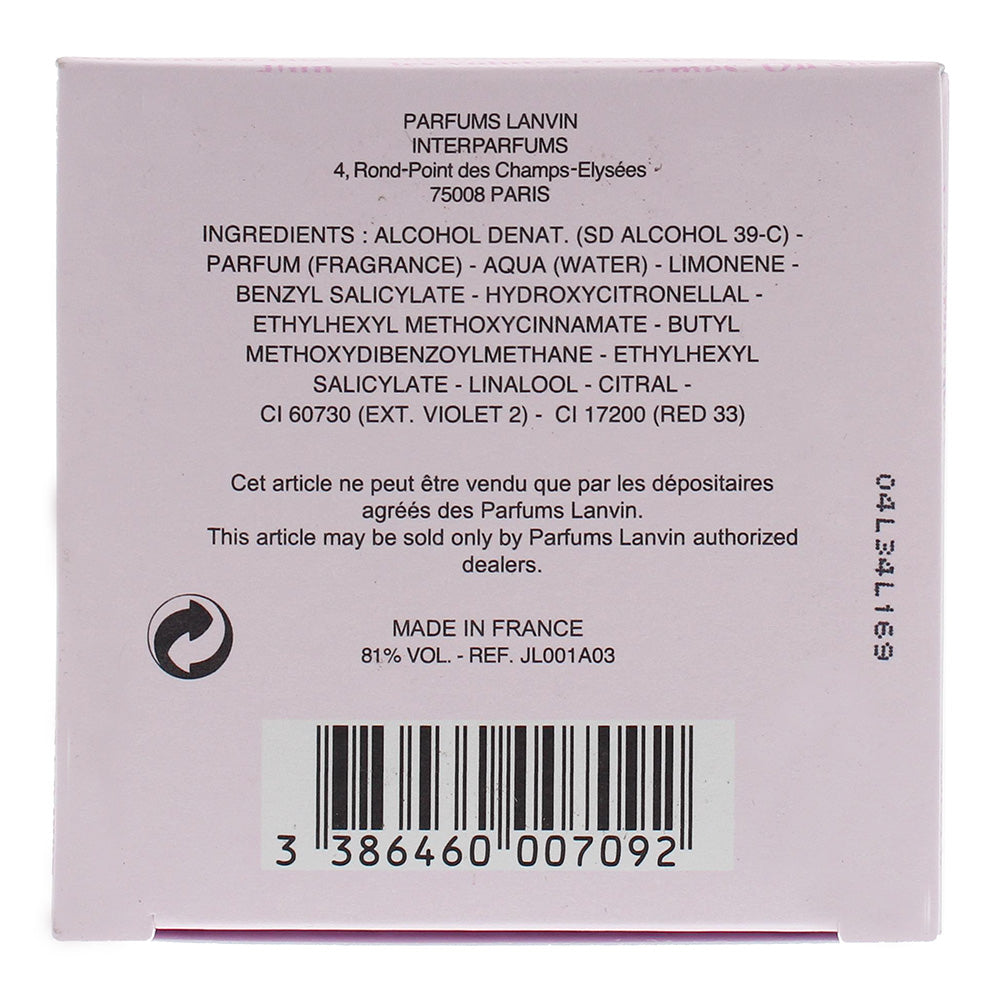 PARFUMS LANVIN
INTERPARFUMS
4, Rond-Point des Champs-Elysées
75008 PARIS
INGREDIENTS : ALCOHOL DENAT. (SD ALCOHOL 39-C) -
PARFUM (FRAGRANCE) - AQUA (WATER) - LIMONENE -
BENZYL SALICYLATE - HYDROXYCITRONELLAL -
ETHYLHEXYL METHOXYCINNAMATE - BUTYL
METHOXYDIBENZOYLMETHANE - ETHYLHEXYL
SALICYLATE - LINALOOL - CITRAL -
CI 60730 (EXT. VIOLET 2) - CI 17200 (RED 33)
Cet article ne peut être vendu que par les dépositaires
agréés des Parfums Lanvin.
This article may be sold only by Parfums Lanvin authorized
dealers.
04L34L169
MADE IN FRANCE
81% VOL. - REF. JL001A03
3 386460 007092